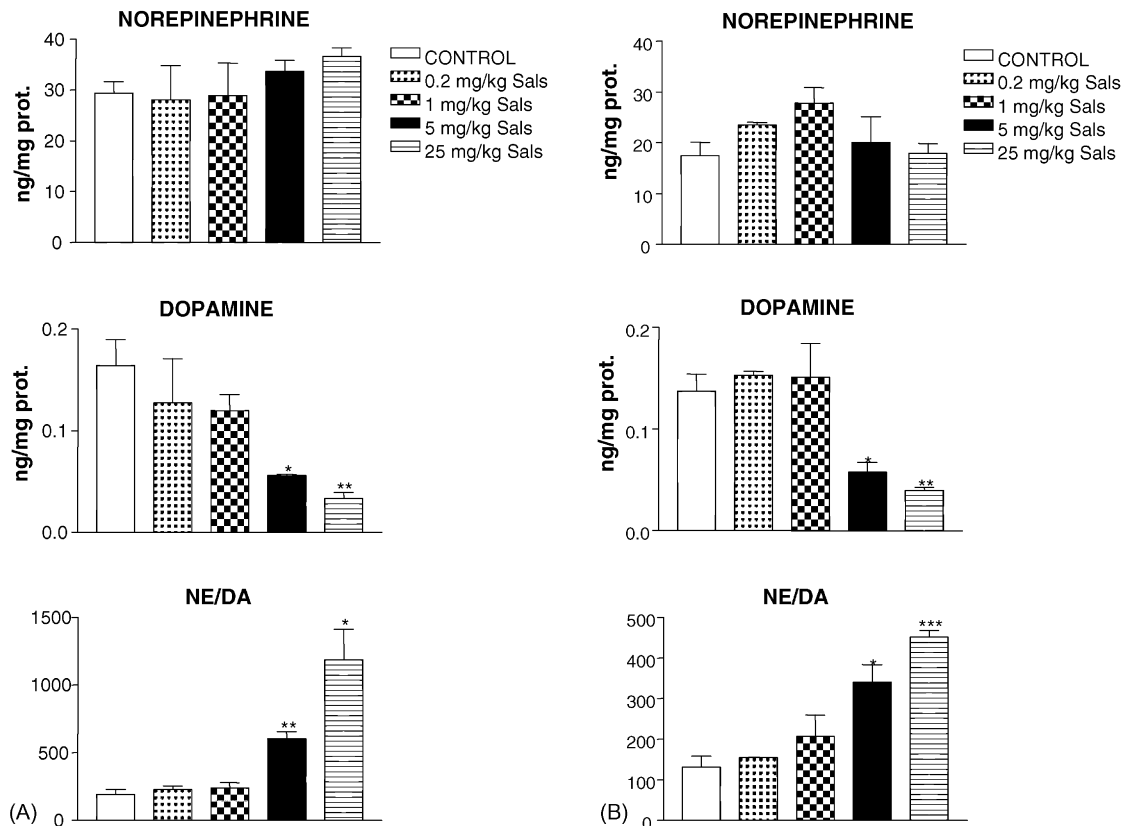 NOREPINEPHRINE
40
30
20
10
0
ng/mg prot.
CONTROL
0.2 mg/kg Sals
1 mg/kg Sals
5 mg/kg Sals
25 mg/kg Sals
DOPAMINE
0.2
0.1
0.0
ng/mg prot.
*
**
NE/DA
1500
1000
500
0
**
*
(A)
NOREPINEPHRINE
40
30
20
10
0
ng/mg prot.
CONTROL
0.2 mg/kg Sals
1 mg/kg Sals
5 mg/kg Sals
25 mg/kg Sals
DOPAMINE
0.2
0.1
0.0
ng/mg prot.
*
**
NE/DA
500
400
300
200
100
0
*
***
(B)